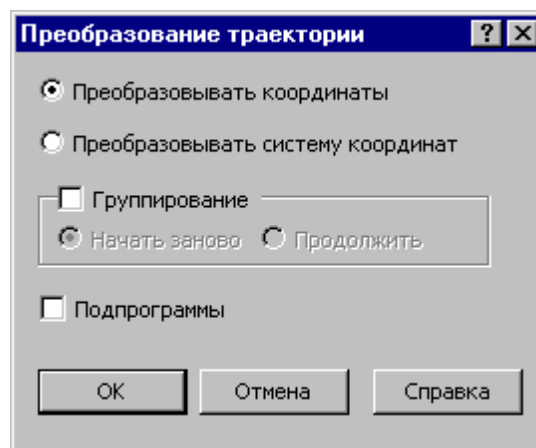 Преобразование траектории
Преобразовывать координаты
Преобразовывать систему координат
Группирование
Начать заново Продолжить
Подпрограммы
OK Отмена Справка